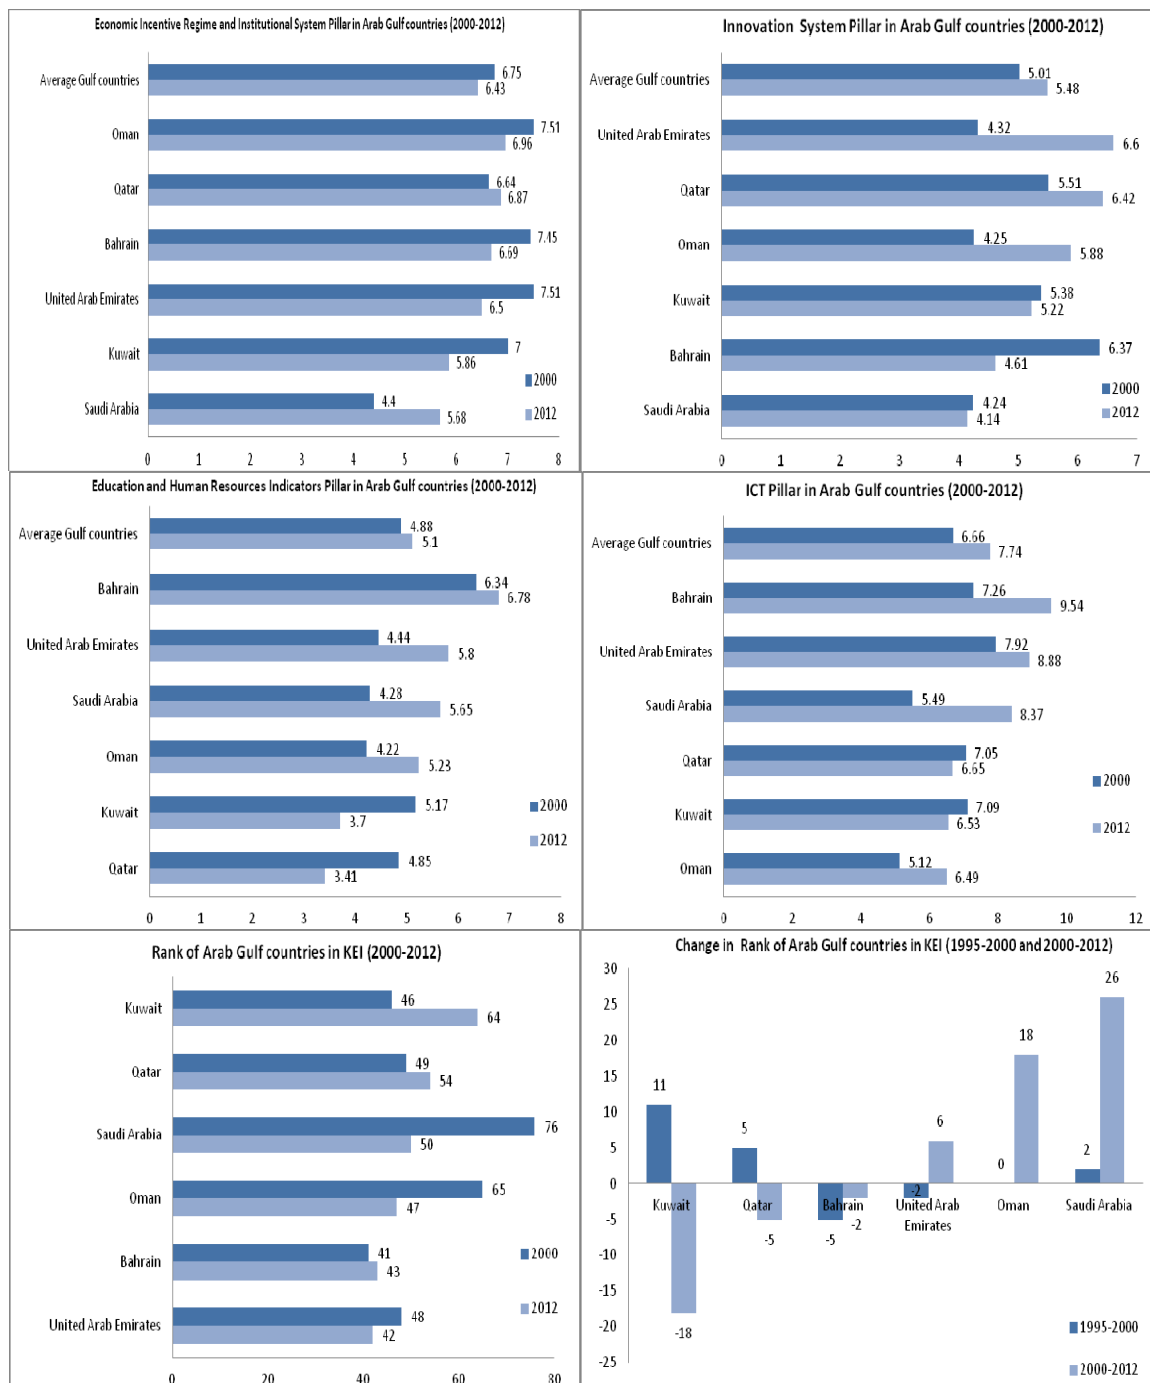 Economic Incentive Regime and Institutional System Pillar in Arab Gulf countries (2000-2012)
Average Gulf countries 6.75
6.43
Oman 7.51
6.96
Qatar 6.64
6.87
Bahrain 7.45
6.69
United Arab Emirates 7.51
6.5
Kuwait 7
5.86
Saudi Arabia 4.4
5.68
2000
2012
0 1 2 3 4 5 6 7 8
Innovation System Pillar in Arab Gulf countries (2000-2012)
Average Gulf countries 5.01
5.48
United Arab Emirates 4.32
6.6
Qatar 5.51
6.42
Oman 4.25
5.88
Kuwait 5.38
5.22
Bahrain 6.37
4.61
Saudi Arabia 4.24
4.14
2000
2012
0 1 2 3 4 5 6 7
Education and Human Resources Indicators Pillar in Arab Gulf countries (2000-2012)
Average Gulf countries 4.88
5.1
Bahrain 6.34
6.78
United Arab Emirates 4.44
5.8
Saudi Arabia 4.28
5.65
Oman 4.22
5.23
Kuwait 5.17
3.7
Qatar 4.85
3.41
2000
2012
0 1 2 3 4 5 6 7 8
ICT Pillar in Arab Gulf countries (2000-2012)
Average Gulf countries 6.66
7.74
Bahrain 7.26
9.54
United Arab Emirates 7.92
8.88
Saudi Arabia 5.49
8.37
Qatar 7.05
6.65
Kuwait 7.09
6.53
Oman 5.12
6.49
2000
2012
0 2 4 6 8 10 12
Rank of Arab Gulf countries in KEI (2000-2012)
Kuwait 46
64
Qatar 49
54
Saudi Arabia 76
50
Oman 65
47
Bahrain 41
43
United Arab Emirates 48
42
2000
2012
0 20 40 60 80
Change in Rank of Arab Gulf countries in KEI (1995-2000 and 2000-2012)
30
25
20
15
10
5
0
-5
-10
-15
-20
-25
11 5 -5 -2 0 2
-18 -5 -2 6 18 26
Kuwait Qatar Bahrain United Arab Emirates Oman Saudi Arabia
1995-2000
2000-2012